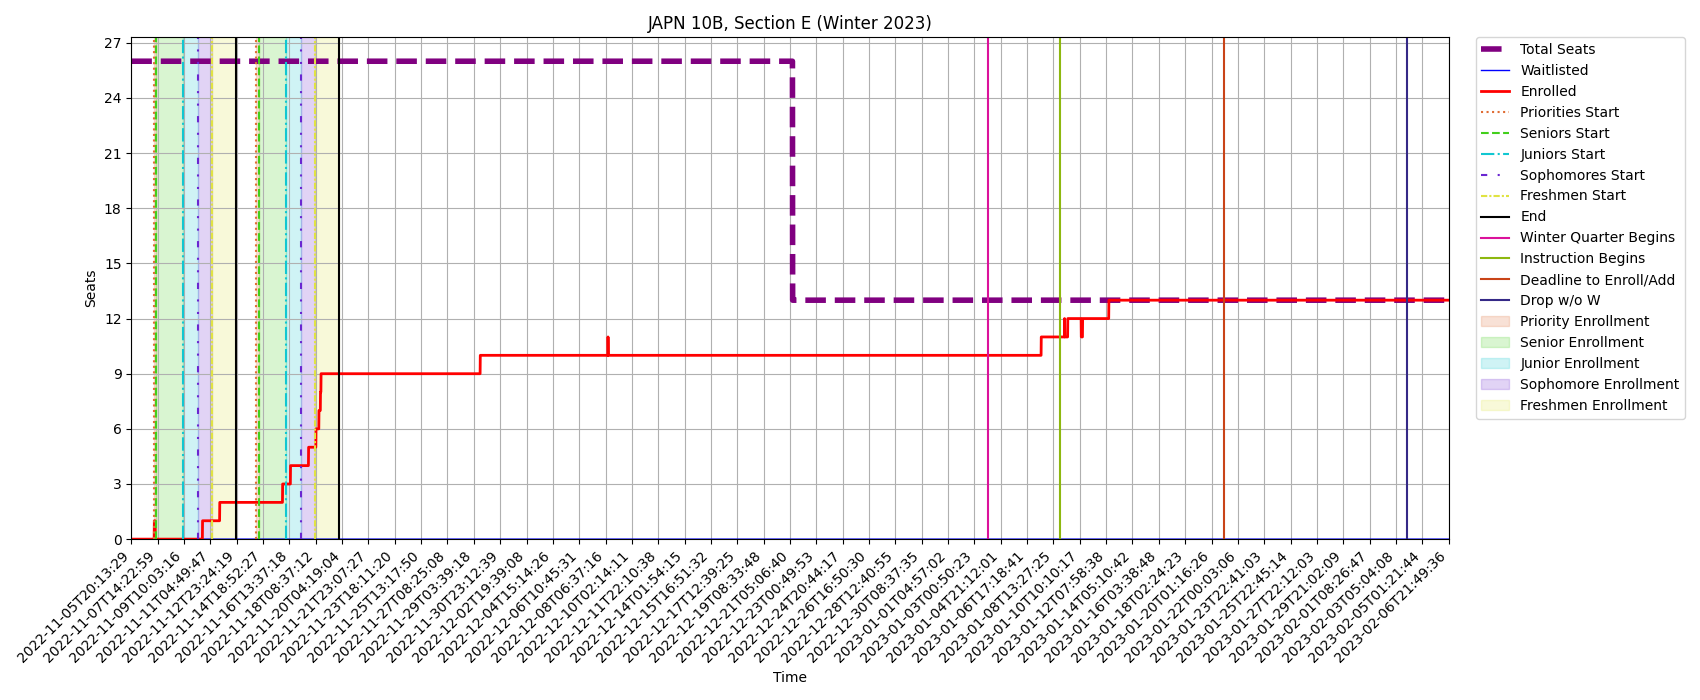 JAPN 10B, Section E (Winter 2023)
27
24
21
18
15
12
9
6
3
0
Seats
2022-11-05T20:13:29
2022-11-07T14:22:59
2022-11-09T10:03:16
2022-11-11T04:49:47
2022-11-12T23:24:19
2022-11-14T18:52:27
2022-11-16T13:37:18
2022-11-18T08:37:12
2022-11-20T04:19:04
2022-11-21T23:07:27
2022-11-23T18:11:20
2022-11-25T13:17:50
2022-11-27T08:25:08
2022-11-29T03:39:18
2022-11-30T23:12:39
2022-12-02T19:39:08
2022-12-04T15:14:26
2022-12-06T10:45:31
2022-12-08T06:37:16
2022-12-10T02:14:11
2022-12-11T22:10:38
2022-12-14T01:54:15
2022-12-15T16:51:32
2022-12-17T12:39:25
2022-12-19T08:33:48
2022-12-21T05:06:40
2022-12-23T00:49:53
2022-12-24T20:44:17
2022-12-26T16:50:30
2022-12-28T12:40:55
2022-12-30T08:37:35
2023-01-01T04:57:02
2023-01-03T00:50:23
2023-01-04T21:12:01
2023-01-06T17:18:41
2023-01-08T13:27:25
2023-01-10T10:10:17
2023-01-12T07:58:38
2023-01-14T05:10:42
2023-01-16T03:38:48
2023-01-18T02:24:23
2023-01-20T01:16:26
2023-01-22T00:03:06
2023-01-23T22:41:03
2023-01-25T22:45:14
2023-01-27T22:12:03
2023-01-29T21:02:09
2023-02-01T08:26:47
2023-02-03T05:04:08
2023-02-05T01:21:44
2023-02-06T21:49:36
Time
Total Seats
Waitlisted
Enrolled
Priorities Start
Seniors Start
Juniors Start
Sophomores Start
Freshmen Start
End
Winter Quarter Begins
Instruction Begins
Deadline to Enroll/Add
Drop w/o W
Priority Enrollment
Senior Enrollment
Junior Enrollment
Sophomore Enrollment
Freshmen Enrollment